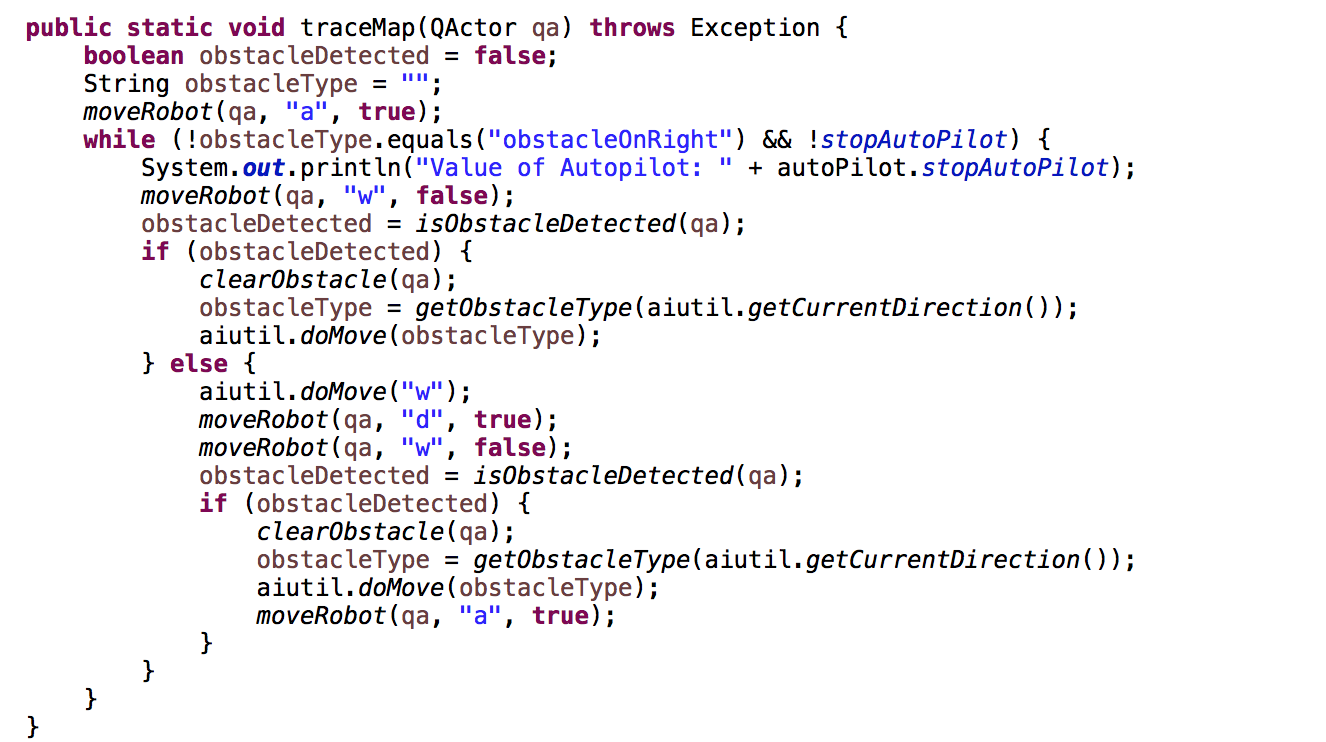 public static void traceMap(QActor qa) throws Exception {
    boolean obstacleDetected = false;
    String obstacleType = "";
    moveRobot(qa, "a", true);
    while (!obstacleType.equals("obstacleOnRight") && !stopAutoPilot) {
        System.out.println("Value of Autopilot: " + autoPilot.stopAutoPilot);
        moveRobot(qa, "w", false);
        obstacleDetected = isObstacleDetected(qa);
        if (obstacleDetected) {
            clearObstacle(qa);
            obstacleType = getObstacleType(aiutil.getCurrentDirection());
            aiutil.doMove(obstacleType);
        } else {
            aiutil.doMove("w");
            moveRobot(qa, "d", true);
            moveRobot(qa, "w", false);
            obstacleDetected = isObstacleDetected(qa);
            if (obstacleDetected) {
                clearObstacle(qa);
                obstacleType = getObstacleType(aiutil.getCurrentDirection());
                aiutil.doMove(obstacleType);
                moveRobot(qa, "a", true);
            }
        }
    }
}